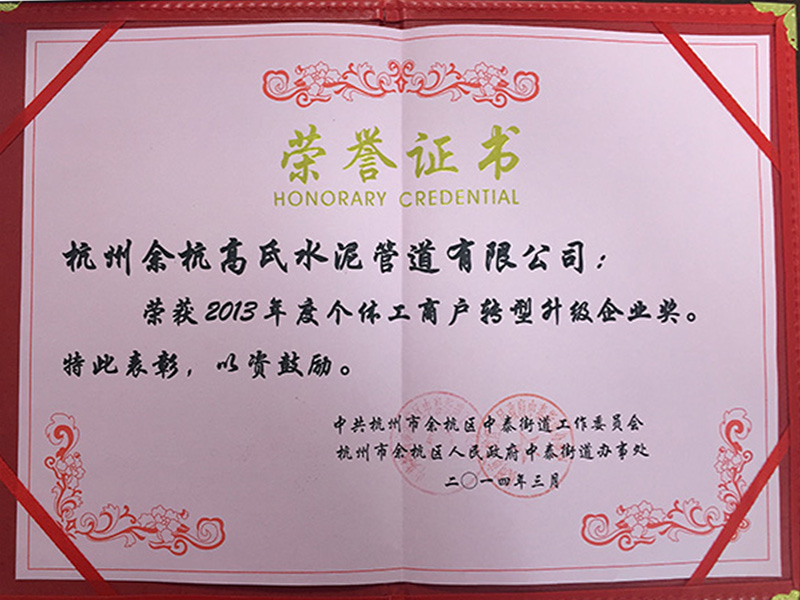 荣誉证书
HONORARY CREDENTIAL
杭州余杭高氏水泥管道有限公司：
荣获2013年度个体工商户转型升级企业奖。
特此表彰，以资鼓励。
中共杭州市余杭区中泰街道工作委员会
杭州市余杭区人民政府中泰街道办事处
二〇一四年三月